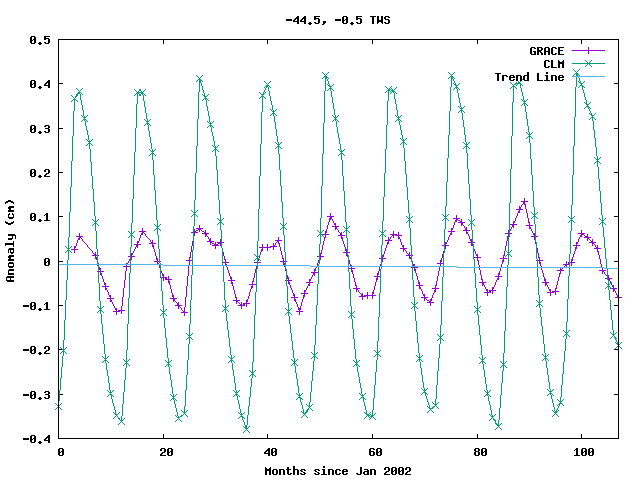 -44.5, -0.5 TWS
GRACE
CLM
Trend Line
0.5
0.4
0.3
0.2
0.1
0
-0.1
-0.2
-0.3
-0.4
Anomaly (cm)
0 20 40 60 80 100
Months since Jan 2002